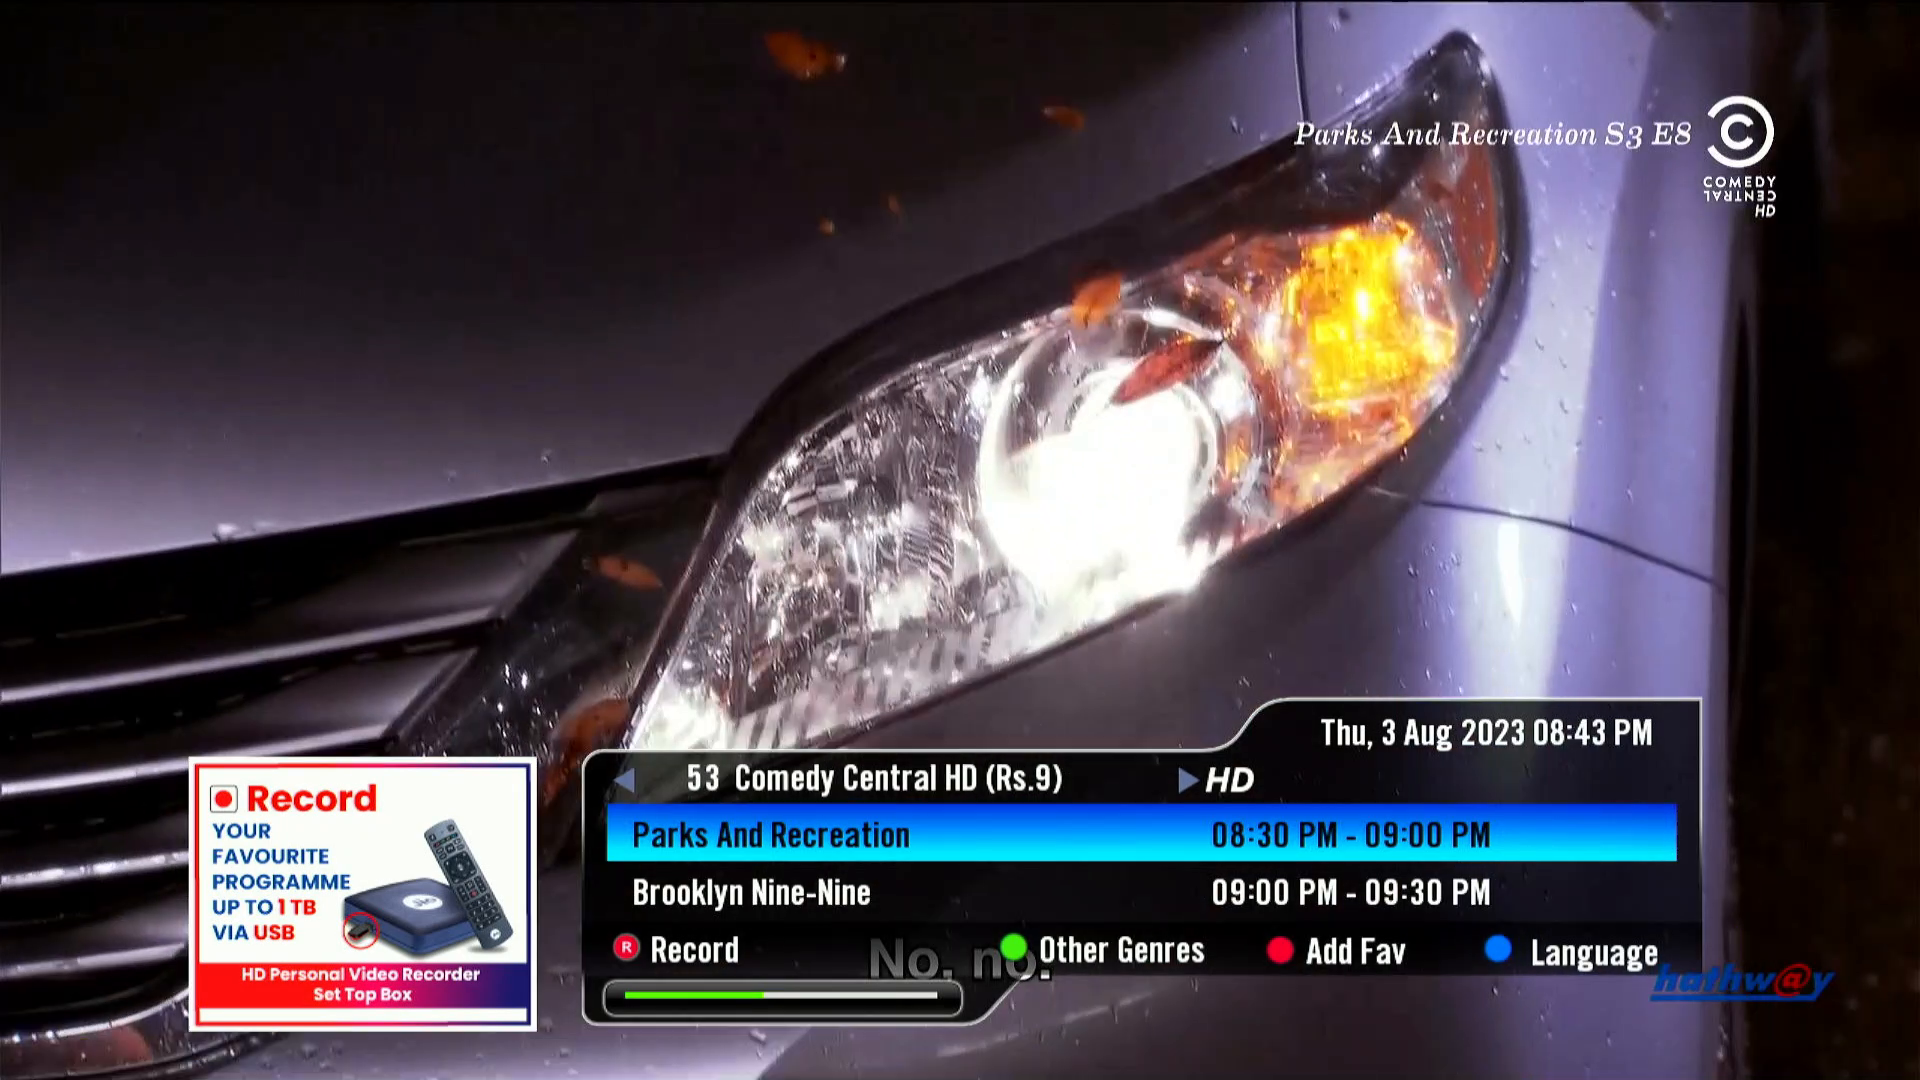 Parks And Recreation S3 E8
COMEDY
CENTRAL
HD
Thu, 3 Aug 2023 08:43 PM
53 Comedy Central HD (Rs.9)
HD
Parks And Recreation 08:30 PM - 09:00 PM
Brooklyn Nine-Nine 09:00 PM - 09:30 PM
R Record Other Genres Add Fav Language
No, no.
hathw@y
Record
YOUR
FAVOURITE
PROGRAMME
UP TO 1 TB
VIA USB
Jio
HD Personal Video Recorder
Set Top Box